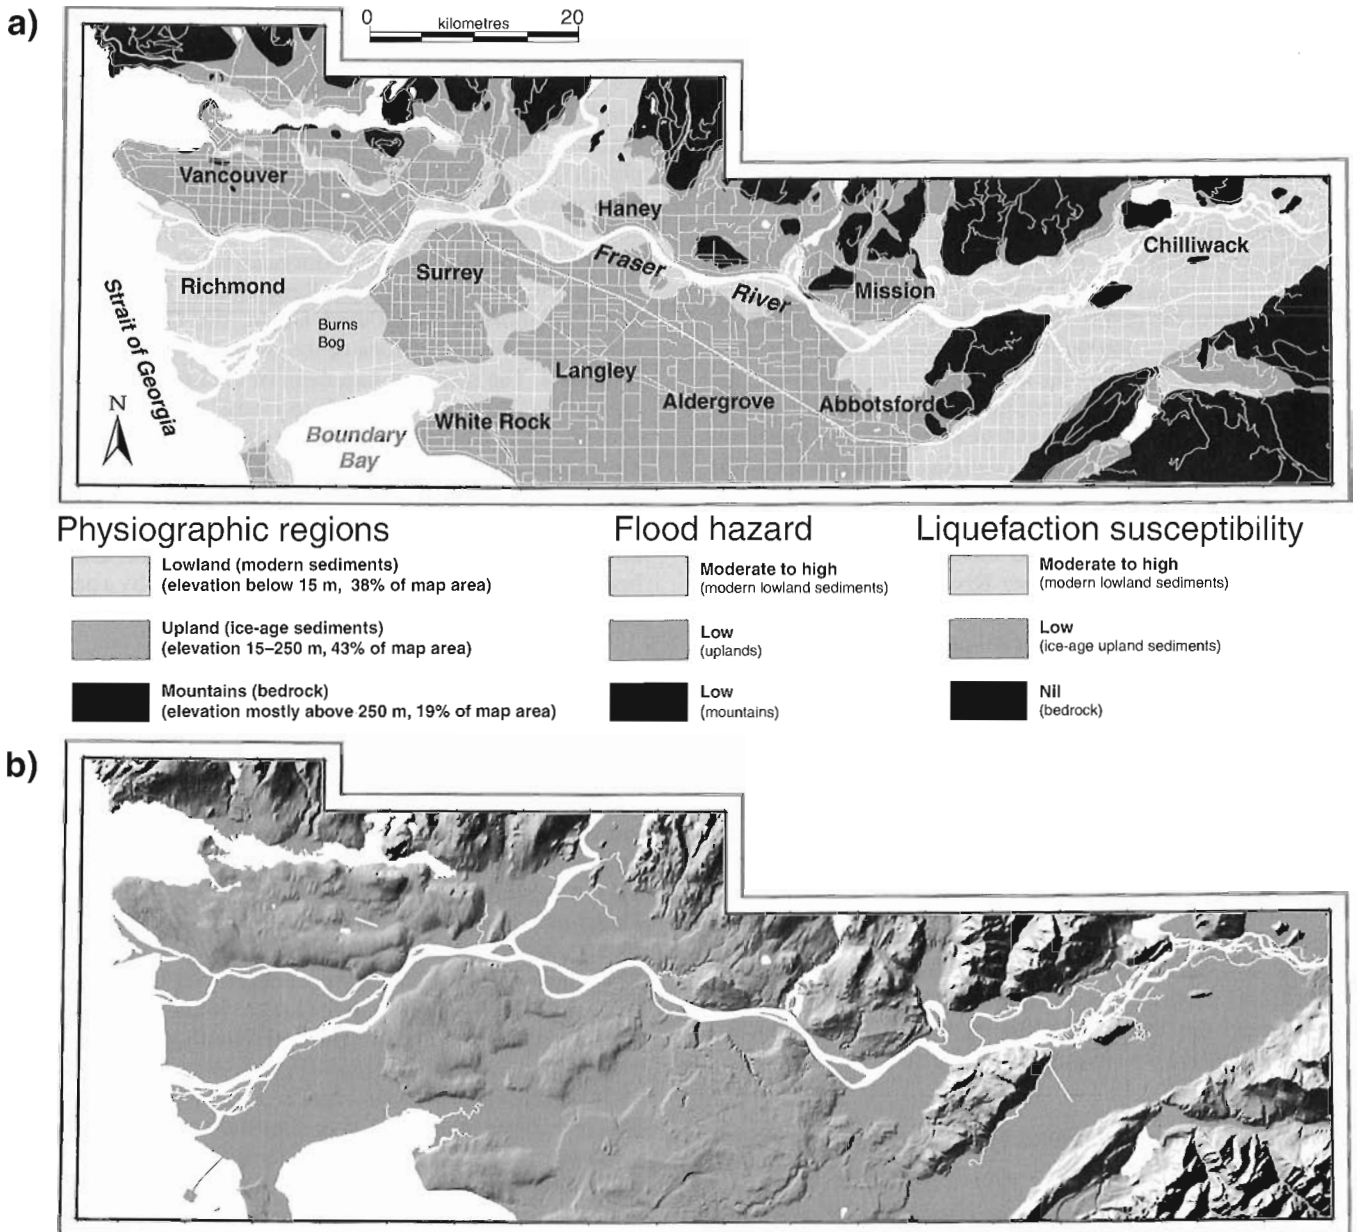 a)
0 kilometres 20
Vancouver
Haney
Chilliwack
Fraser
Surrey
Richmond
River
Mission
Strait of Georgia
Burns
Bog
Langley
Aldergrove
Abbotsford
N
White Rock
Boundary
Bay
Physiographic regions
Lowland (modern sediments)
(elevation below 15 m, 38% of map area)
Upland (ice-age sediments)
(elevation 15–250 m, 43% of map area)
Mountains (bedrock)
(elevation mostly above 250 m, 19% of map area)
Flood hazard
Moderate to high
(modern lowland sediments)
Low
(uplands)
Low
(mountains)
Liquefaction susceptibility
Moderate to high
(modern lowland sediments)
Low
(ice-age upland sediments)
Nil
(bedrock)
b)